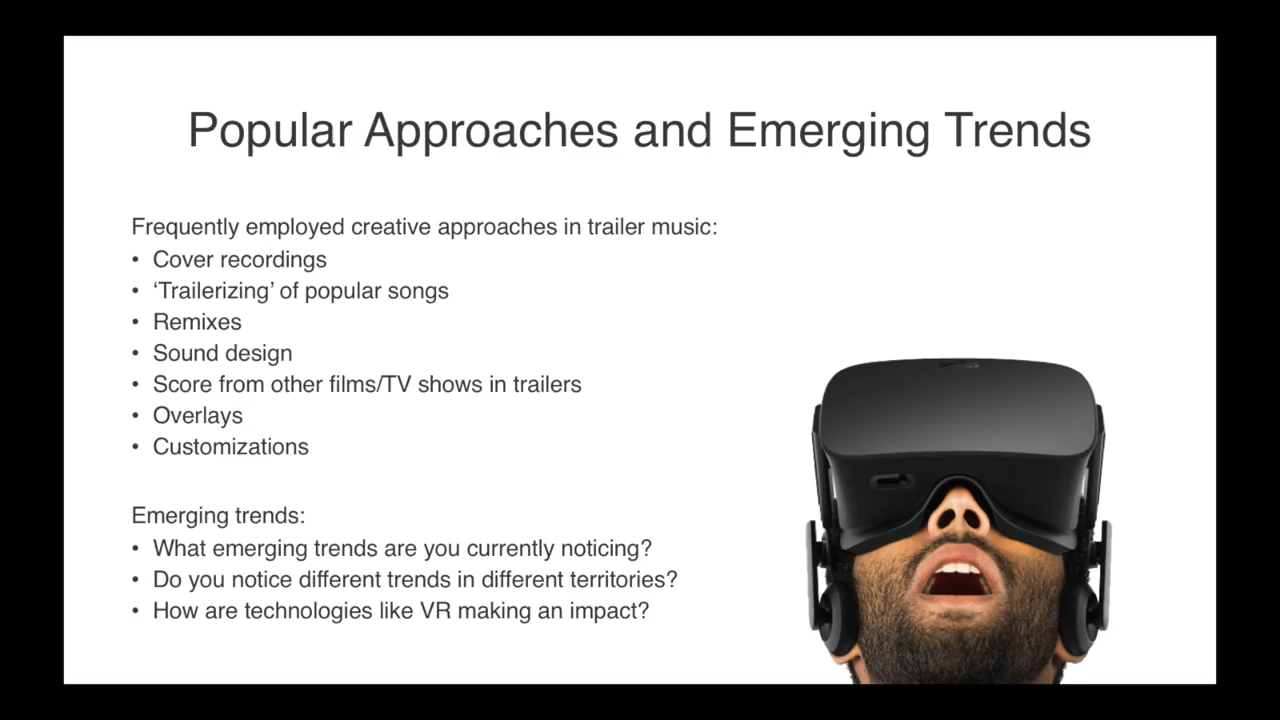 Popular Approaches and Emerging Trends
Frequently employed creative approaches in trailer music:
• Cover recordings
• ‘Trailerizing’ of popular songs
• Remixes
• Sound design
• Score from other films/TV shows in trailers
• Overlays
• Customizations
Emerging trends:
• What emerging trends are you currently noticing?
• Do you notice different trends in different territories?
• How are technologies like VR making an impact?